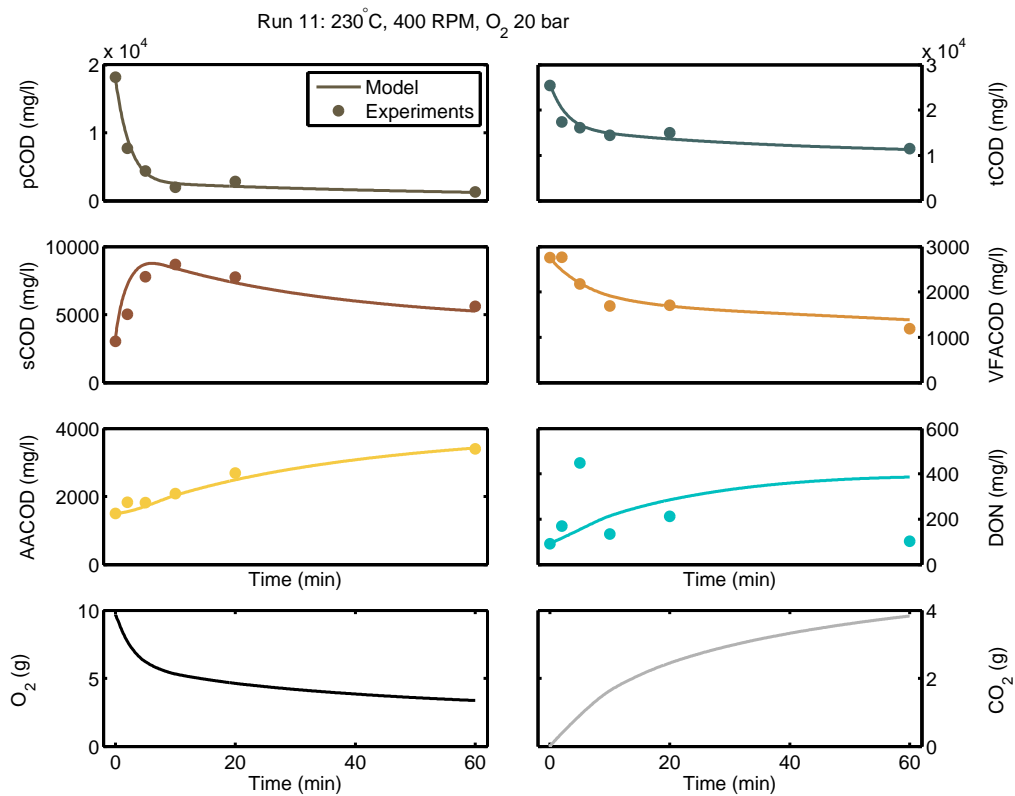 Run 11: 230°C, 400 RPM, O2 20 bar
x 10^4
pCOD (mg/l)
2
1
0
Model
Experiments
x 10^4
3
2
1
0
tCOD (mg/l)
sCOD (mg/l)
10000
5000
0
3000
2000
1000
0
VFACOD (mg/l)
AACOD (mg/l)
4000
2000
0
Time (min)
600
400
200
0
DON (mg/l)
Time (min)
O2 (g)
10
5
0
0 20 40 60
Time (min)
4
2
0
CO2 (g)
0 20 40 60
Time (min)